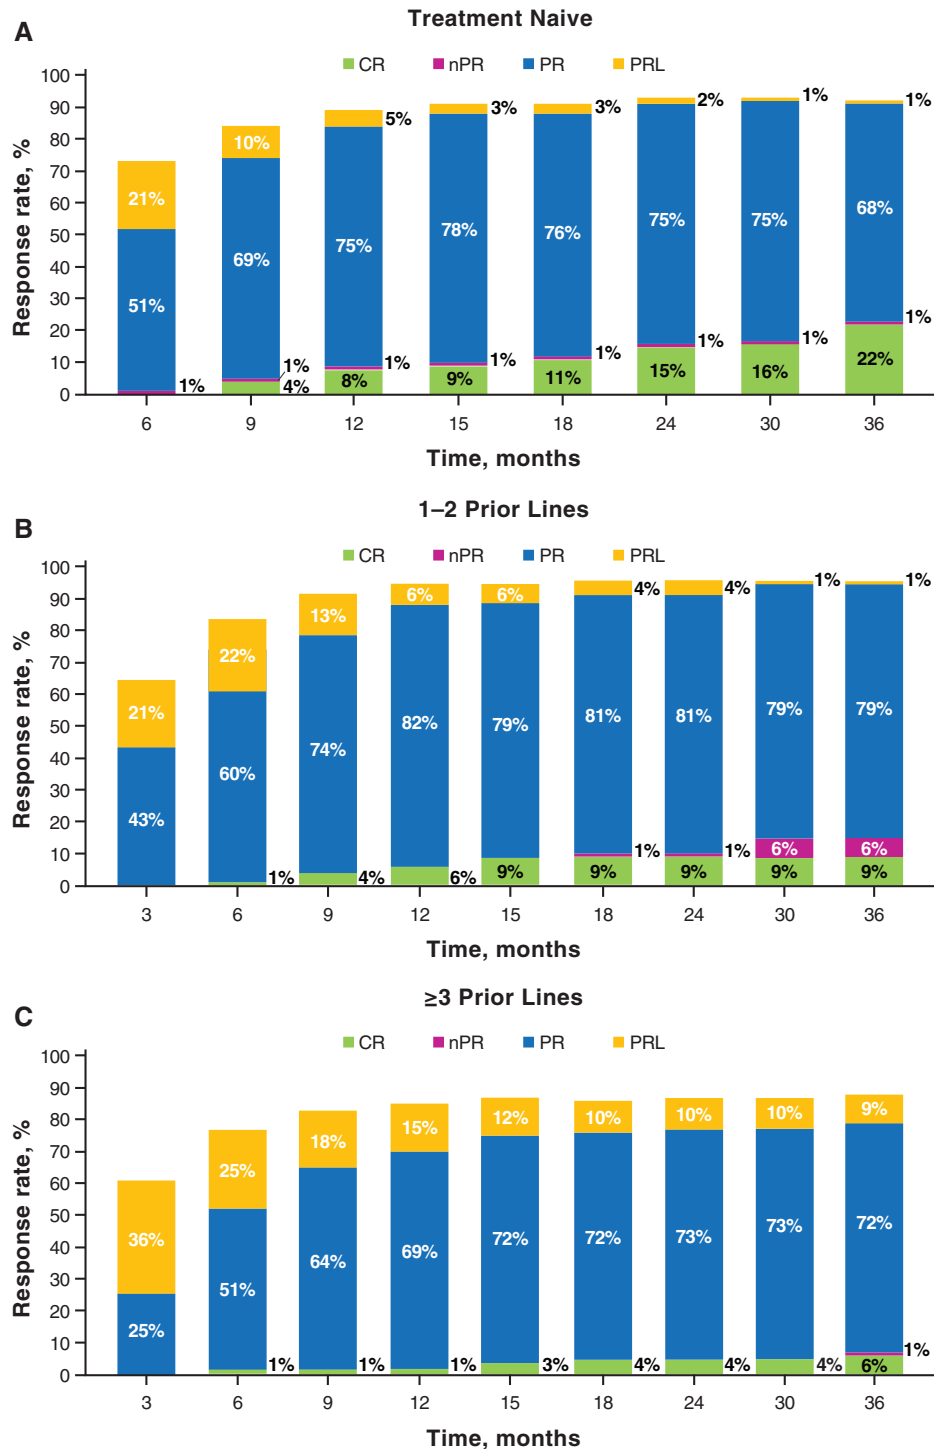 A
Treatment Naive
CR nPR PR PRL
Response rate, %
100
90
80
70
60
50
40
30
20
10
0
21% 10% 5% 3% 3% 2% 1% 1%
51% 69% 75% 78% 76% 75% 75% 68%
1% 1% 1% 1% 1% 1% 1% 1%
4% 8% 9% 11% 15% 16% 22%
6 9 12 15 18 24 30 36
Time, months
B
1–2 Prior Lines
CR nPR PR PRL
Response rate, %
100
90
80
70
60
50
40
30
20
10
0
21% 22% 13% 6% 6% 4% 4% 1% 1%
43% 60% 74% 82% 79% 81% 81% 79% 79%
1% 1% 6% 6%
1% 4% 6% 9% 9% 9% 9% 9%
3 6 9 12 15 18 24 30 36
Time, months
C
≥3 Prior Lines
CR nPR PR PRL
Response rate, %
100
90
80
70
60
50
40
30
20
10
0
36% 25% 18% 15% 12% 10% 10% 10% 9%
25% 51% 64% 69% 72% 72% 73% 73% 72%
1%
1% 1% 1% 3% 4% 4% 4% 6%
3 6 9 12 15 18 24 30 36
Time, months